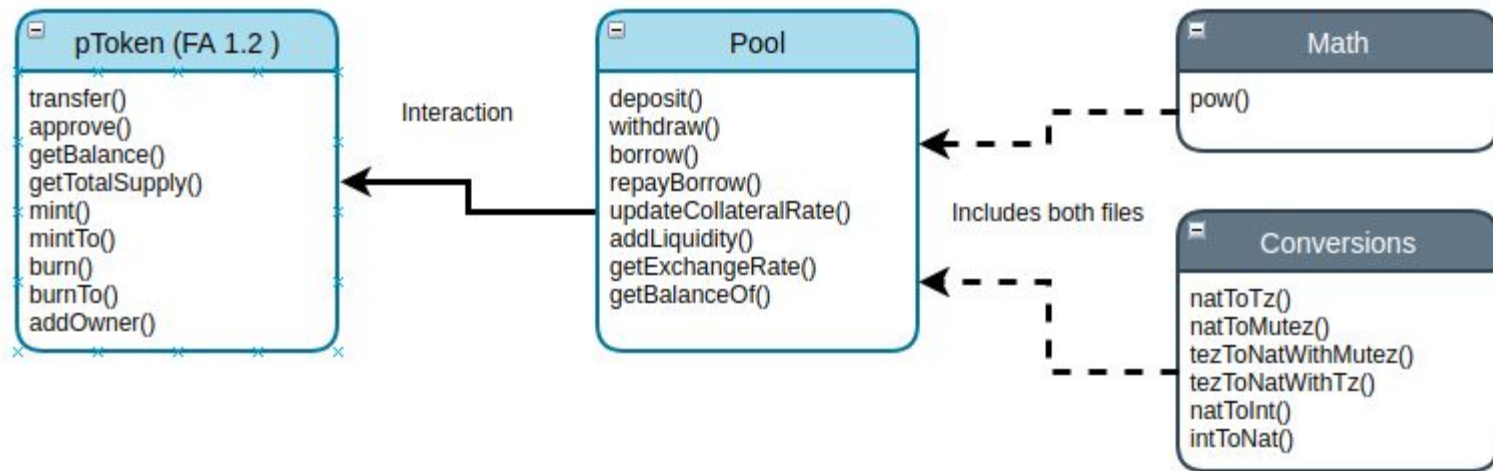 pToken (FA 1.2 )
transfer()
approve()
getBalance()
getTotalSupply()
mint()
mintTo()
burn()
burnTo()
addOwner()
Interaction
Pool
deposit()
withdraw()
borrow()
repayBorrow()
updateCollateralRate()
addLiquidity()
getExchangeRate()
getBalanceOf()
Includes both files
Math
pow()
Conversions
natToTz()
natToMutez()
tezToNatWithMutez()
tezToNatWithTz()
natToInt()
intToNat()